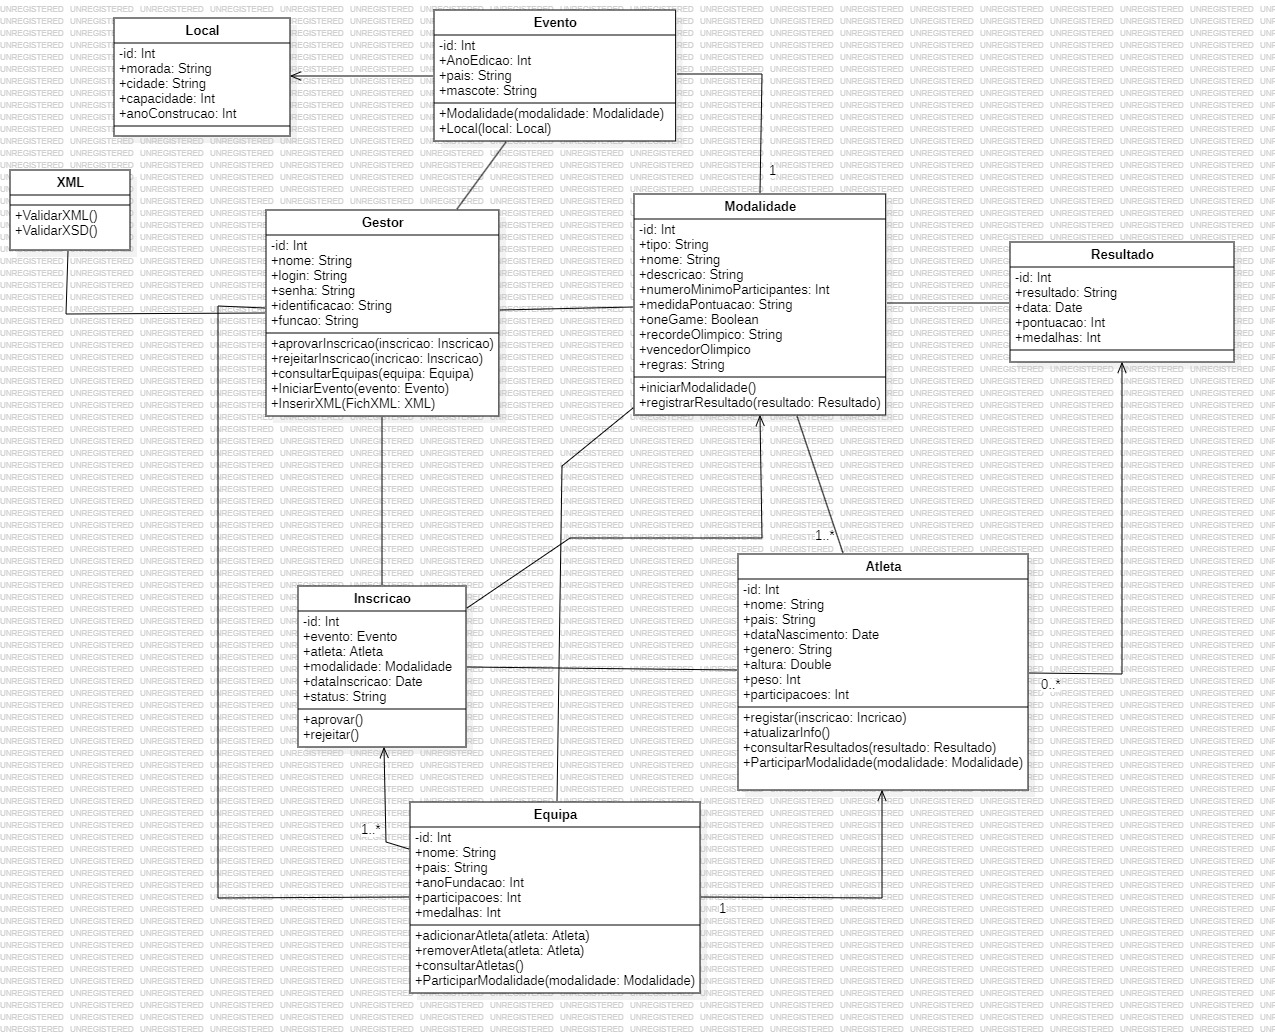 Local
-id: Int
+morada: String
+cidade: String
+capacidade: Int
+anoConstrucao: Int
Evento
-id: Int
+AnoEdicao: Int
+pais: String
+mascote: String
+Modalidade(modalidade: Modalidade)
+Local(local: Local)
1
XML
+ValidarXML()
+ValidarXSD()
Gestor
-id: Int
+nome: String
+login: String
+senha: String
+identificacao: String
+funcao: String
+aprovarInscricao(inscricao: Inscricao)
+rejeitarInscricao(incricao: Inscricao)
+consultarEquipas(equipa: Equipa)
+IniciarEvento(evento: Evento)
+InserirXML(FichXML: XML)
Modalidade
-id: Int
+tipo: String
+nome: String
+descricao: String
+numeroMinimoParticipantes: Int
+medidaPontuacao: String
+oneGame: Boolean
+recordeOlimpico: String
+vencedorOlimpico
+regras: String
+iniciarModalidade()
+registrarResultado(resultado: Resultado)
Resultado
-id: Int
+resultado: String
+data: Date
+pontuacao: Int
+medalhas: Int
1..*
Inscricao
-id: Int
+evento: Evento
+atleta: Atleta
+modalidade: Modalidade
+dataInscricao: Date
+status: String
+aprovar()
+rejeitar()
Atleta
-id: Int
+nome: String
+pais: String
+dataNascimento: Date
+genero: String
+altura: Double
+peso: Int
+participacoes: Int
+registar(inscricao: Incricao)
+atualizarInfo()
+consultarResultados(resultado: Resultado)
+ParticiparModalidade(modalidade: Modalidade)
0..*
1..*
Equipa
-id: Int
+nome: String
+pais: String
+anoFundacao: Int
+participacoes: Int
+medalhas: Int
+adicionarAtleta(atleta: Atleta)
+removerAtleta(atleta: Atleta)
+consultarAtletas()
+ParticiparModalidade(modalidade: Modalidade)
1
UNREGISTERED